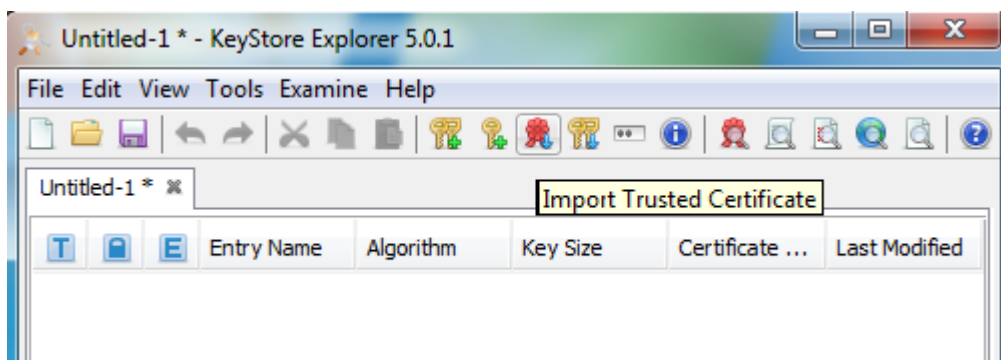 Untitled-1 * - KeyStore Explorer 5.0.1
File Edit View Tools Examine Help
Untitled-1 *
Import Trusted Certificate
T E Entry Name Algorithm Key Size Certificate ... Last Modified